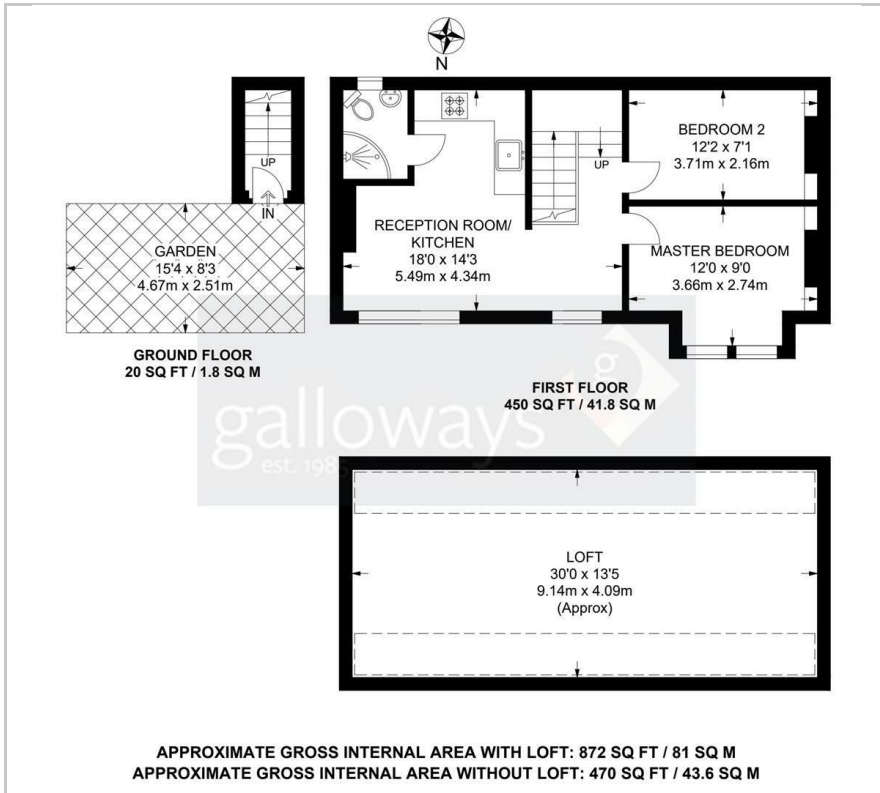 N
UP
IN
GARDEN
15'4 x 8'3
4.67m x 2.51m
GROUND FLOOR
20 SQ FT / 1.8 SQ M
RECEPTION ROOM/
KITCHEN
18'0 x 14'3
5.49m x 4.34m
UP
BEDROOM 2
12'2 x 7'1
3.71m x 2.16m
MASTER BEDROOM
12'0 x 9'0
3.66m x 2.74m
FIRST FLOOR
450 SQ FT / 41.8 SQ M
g
galloways
est. 1985
LOFT
30'0 x 13'5
9.14m x 4.09m
(Approx)
APPROXIMATE GROSS INTERNAL AREA WITH LOFT: 872 SQ FT / 81 SQ M
APPROXIMATE GROSS INTERNAL AREA WITHOUT LOFT: 470 SQ FT / 43.6 SQ M